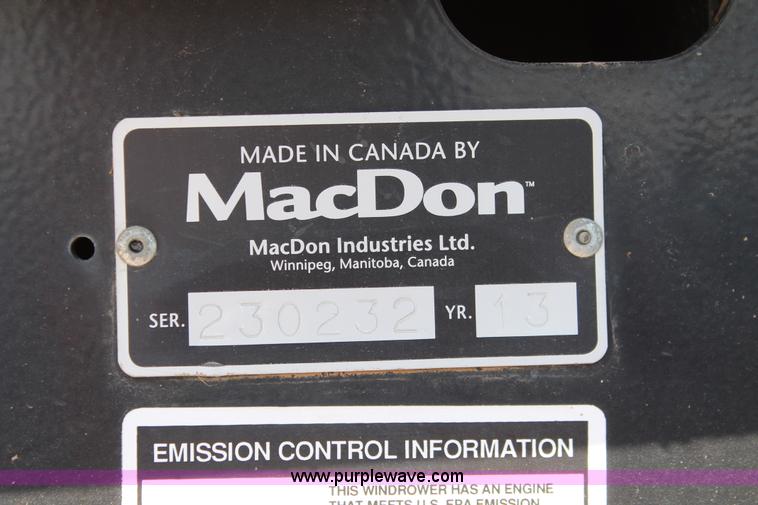 MADE IN CANADA BY
MacDon™
MacDon Industries Ltd.
Winnipeg, Manitoba, Canada
SER. 230232 YR. 13
EMISSION CONTROL INFORMATION
www.purplewave.com
THIS WINDROWER HAS AN ENGINE
THAT MEETS U.S. EPA EMISSION